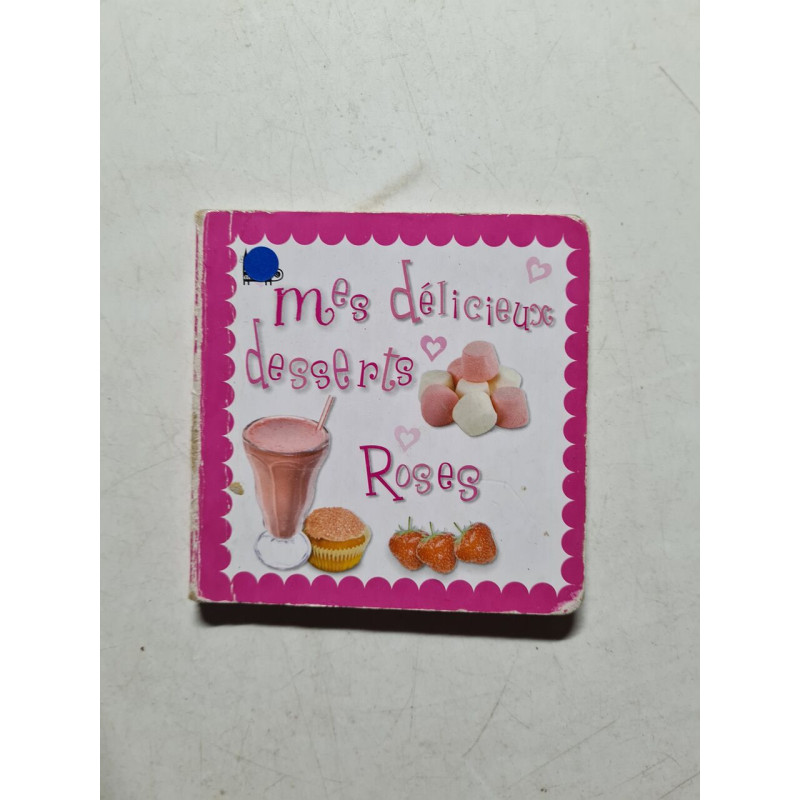 mes délicieux
desserts
Roses